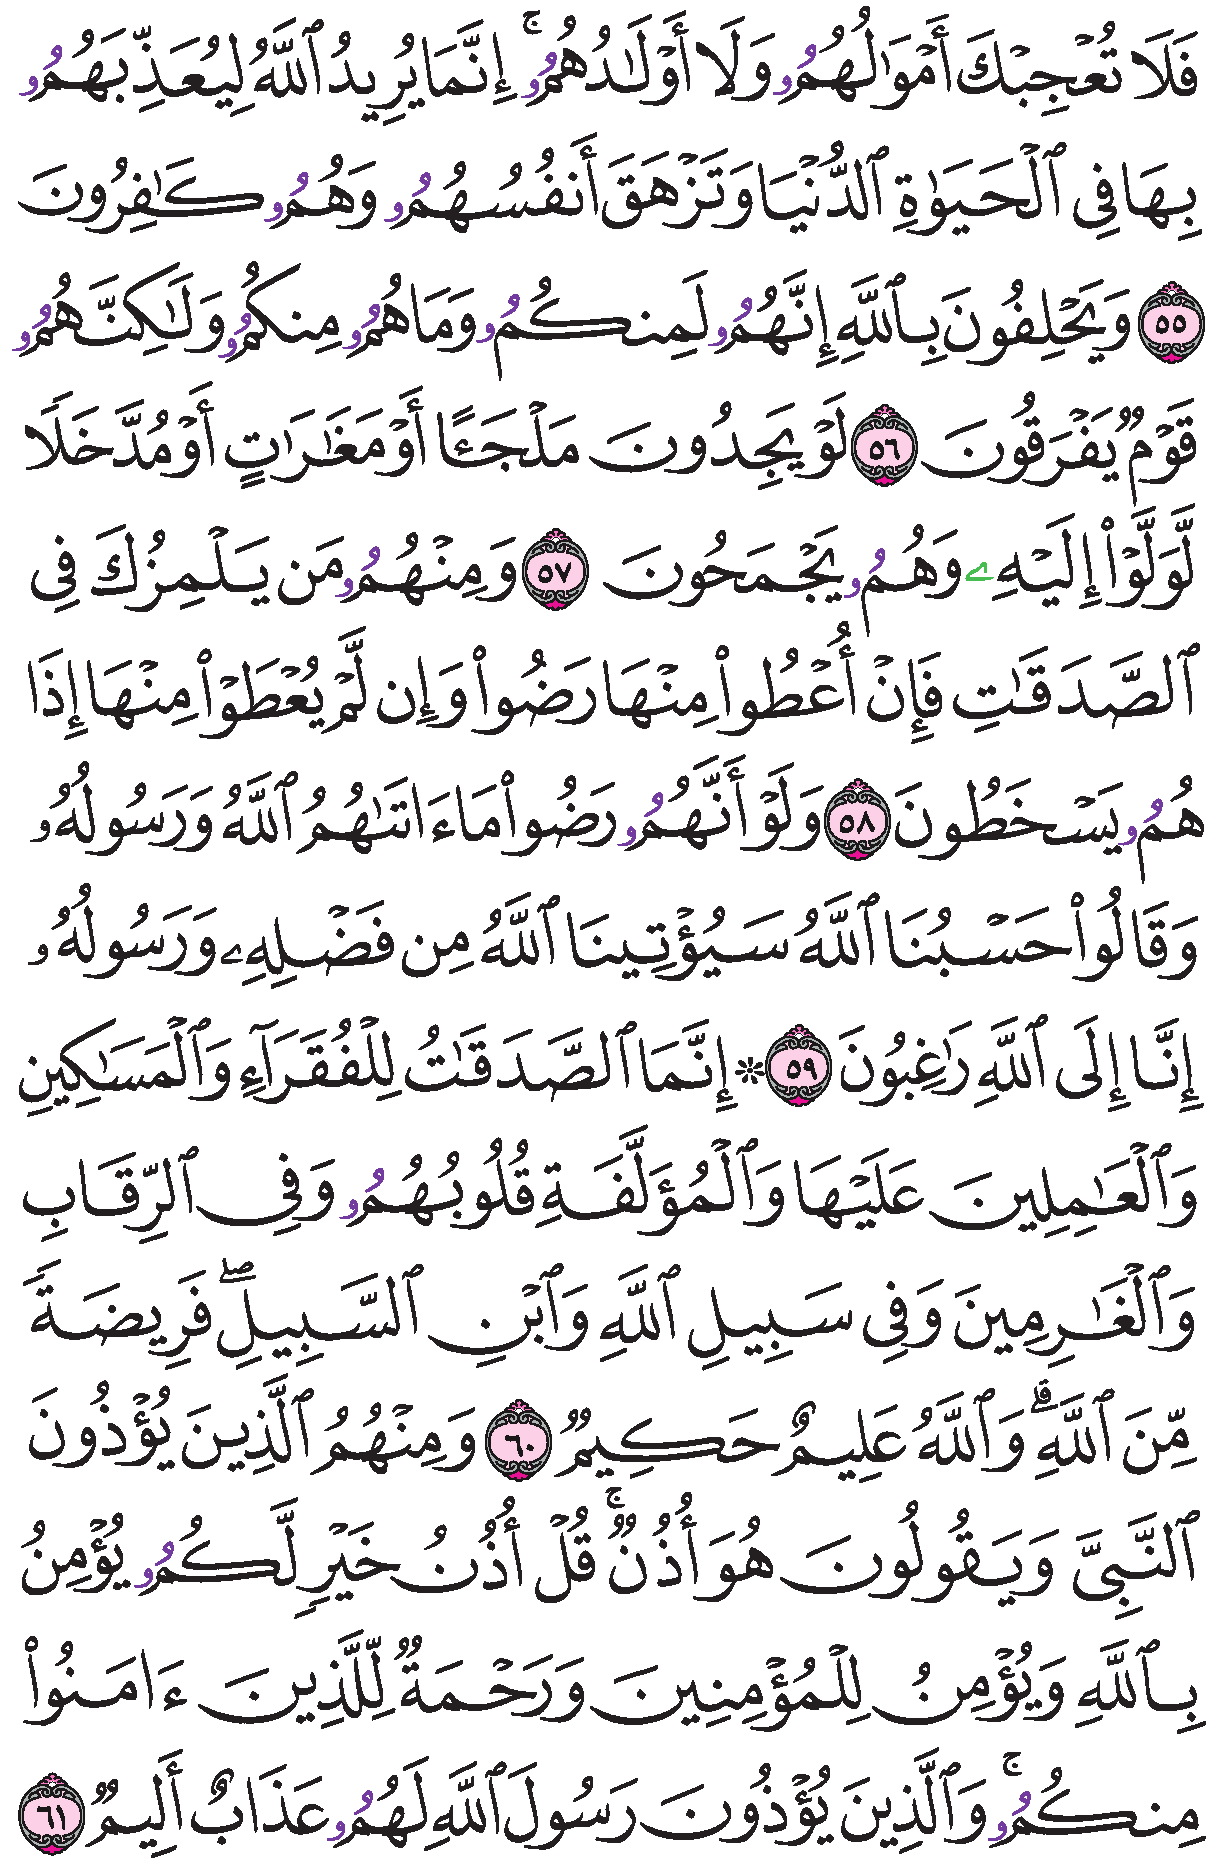 فَلَا تُعۡجِبۡكَ أَمۡوَٰلُهُمُۥ وَلَآ أَوۡلَٰدُهُمُۥۚ إِنَّمَا يُرِيدُ ٱللَّهُ لِيُعَذِّبَهُمُۥ
بِهَا فِي ٱلۡحَيَوٰةِ ٱلدُّنۡيَا وَتَزۡهَقَ أَنفُسُهُمُۥ وَهُمُۥ كَٰفِرُونَ
٥٥ وَيَحۡلِفُونَ بِٱللَّهِ إِنَّهُمُۥ لَمِنكُمُۥ وَمَا هُمُۥ مِنكُمُۥ وَلَٰكِنَّهُمُۥ
قَوۡمٞ يَفۡرَقُونَ ٥٦ لَوۡ يَجِدُونَ مَلۡجَـًٔا أَوۡ مَغَٰرَٰتٍ أَوۡ مُدَّخَلٗا
لَّوَلَّوۡاْ إِلَيۡهِۦ وَهُمُۥ يَجۡمَحُونَ ٥٧ وَمِنۡهُمُۥ مَن يَلۡمِزُكَ فِي
ٱلصَّدَقَٰتِ فَإِنۡ أُعۡطُواْ مِنۡهَا رَضُواْ وَإِن لَّمۡ يُعۡطَوۡاْ مِنۡهَا إِذَا
هُمُۥ يَسۡخَطُونَ ٥٨ وَلَوۡ أَنَّهُمُۥ رَضُواْ مَا ءَاتَىٰهُمُ ٱللَّهُ وَرَسُولُهُۥ
وَقَالُواْ حَسۡبُنَا ٱللَّهُ سَيُؤۡتِينَا ٱللَّهُ مِن فَضۡلِهِۦ وَرَسُولُهُۥ
إِنَّا إِلَى ٱللَّهِ رَٰغِبُونَ ٥٩ ۞ إِنَّمَا ٱلصَّدَقَٰتُ لِلۡفُقَرَآءِ وَٱلۡمَسَٰكِينِ
وَٱلۡعَٰمِلِينَ عَلَيۡهَا وَٱلۡمُؤَلَّفَةِ قُلُوبُهُمُۥ وَفِي ٱلرِّقَابِ
وَٱلۡغَٰرِمِينَ وَفِي سَبِيلِ ٱللَّهِ وَٱبۡنِ ٱلسَّبِيلِۖ فَرِيضَةٗ
مِّنَ ٱللَّهِۗ وَٱللَّهُ عَلِيمٌ حَكِيمٞ ٦٠ وَمِنۡهُمُ ٱلَّذِينَ يُؤۡذُونَ
ٱلنَّبِيَّ وَيَقُولُونَ هُوَ أُذُنٞۚ قُلۡ أُذُنُ خَيۡرٖ لَّكُمُۥ يُؤۡمِنُ
بِٱللَّهِ وَيُؤۡمِنُ لِلۡمُؤۡمِنِينَ وَرَحۡمَةٞ لِّلَّذِينَ ءَامَنُواْ
مِنكُمُۥۚ وَٱلَّذِينَ يُؤۡذُونَ رَسُولَ ٱللَّهِ لَهُمُۥ عَذَابٌ أَلِيمٞ ٦١